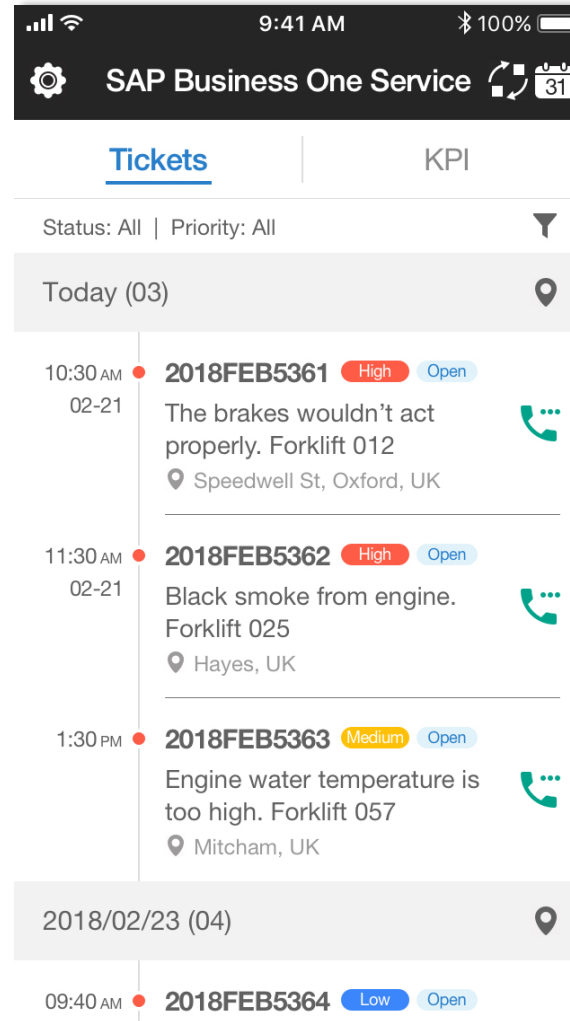 9:41 AM 100%
SAP Business One Service 31
Tickets KPI
Status: All | Priority: All
Today (03)
10:30 AM 2018FEB5361 High Open
02-21
The brakes wouldn’t act
properly. Forklift 012
Speedwell St, Oxford, UK
11:30 AM 2018FEB5362 High Open
02-21
Black smoke from engine.
Forklift 025
Hayes, UK
1:30 PM 2018FEB5363 Medium Open
Engine water temperature is
too high. Forklift 057
Mitcham, UK
2018/02/23 (04)
09:40 AM 2018FEB5364 Low Open